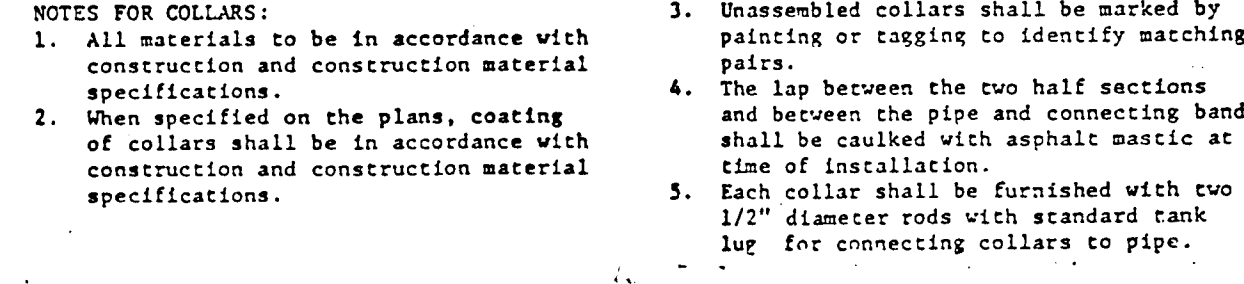 NOTES FOR COLLARS:
1. All materials to be in accordance with
construction and construction material
specifications.
2. When specified on the plans, coating
of collars shall be in accordance with
construction and construction material
specifications.
3. Unassembled collars shall be marked by
painting or tagging to identify matching
pairs.
4. The lap between the two half sections
and between the pipe and connecting band
shall be caulked with asphalt mastic at
time of installation.
5. Each collar shall be furnished with two
1/2" diameter rods with standard tank
lug for connecting collars to pipe.